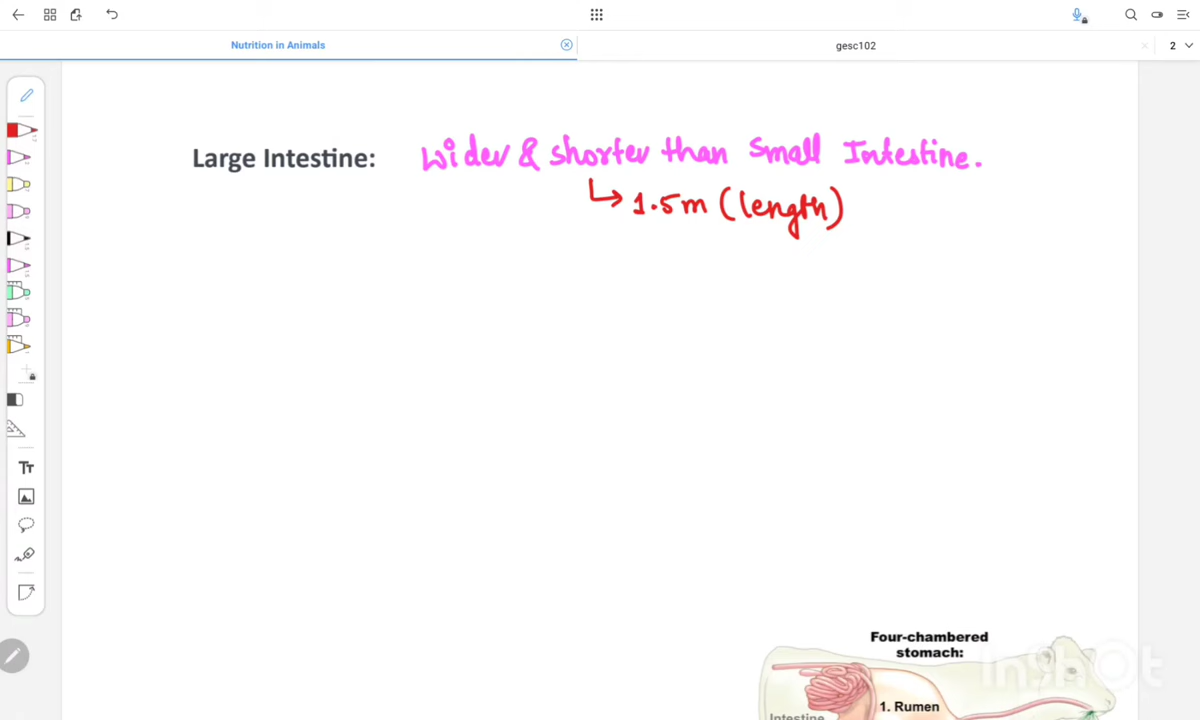 Nutrition in Animals
gesc102
2
Large Intestine: Wider & shorter than Small Intestine.
↳ 1.5m (length)
Tт
Four-chambered
stomach:
InShOt
1. Rumen
Intestine